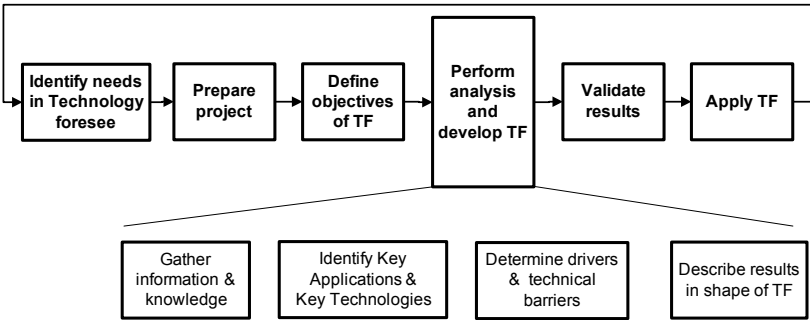 Identify needs
in Technology
foresee
Prepare
project
Define
objectives
of TF
Perform
analysis
and
develop TF
Validate
results
Apply TF
Gather
information &
knowledge
Identify Key
Applications &
Key Technologies
Determine drivers
& technical
barriers
Describe results
in shape of TF